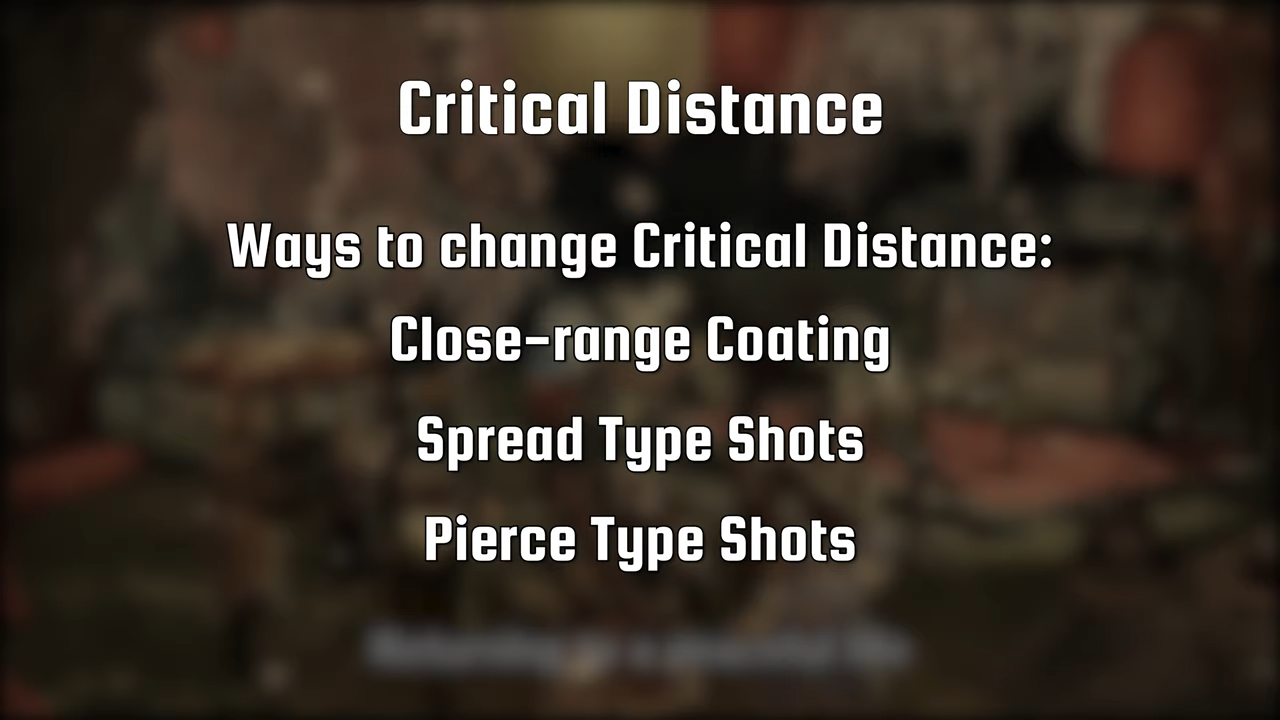 Critical Distance
Ways to change Critical Distance:
Close-range Coating
Spread Type Shots
Pierce Type Shots